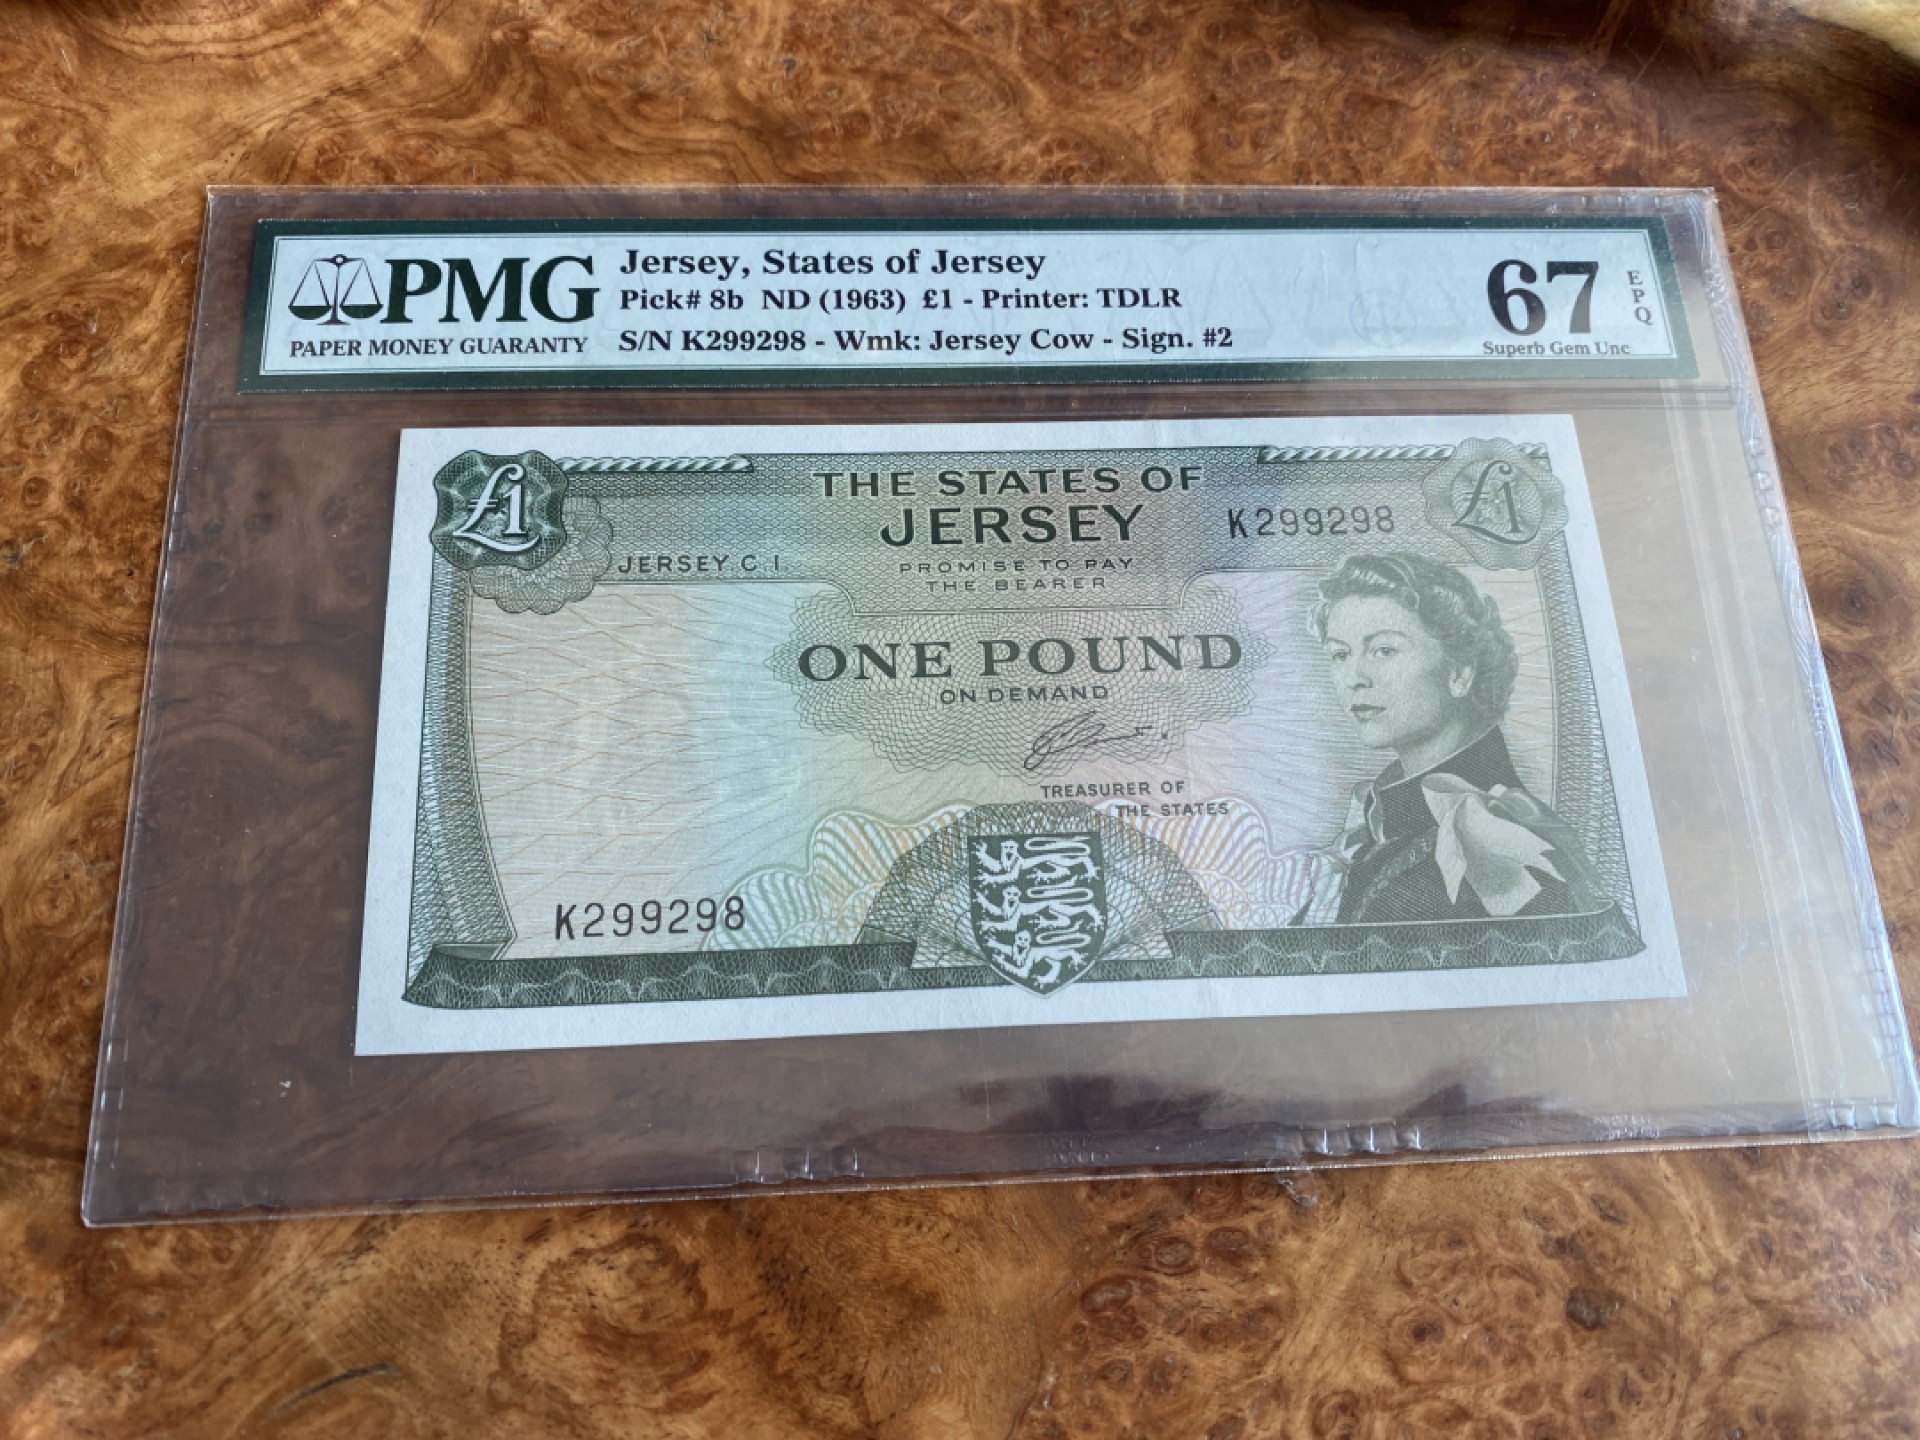 PMG
PAPER MONEY GUARANTY
Jersey, States of Jersey
Pick# 8b ND (1963) £1 - Printer: TDLR
S/N K299298 - Wmk: Jersey Cow - Sign. #2
67
EPQ
Superb Gem Unc
£1
THE STATES OF
JERSEY
K299298
£1
JERSEY. C. I.
PROMISE TO PAY
THE BEARER
ONE POUND
ON DEMAND
TREASURER OF
THE STATES
K299298